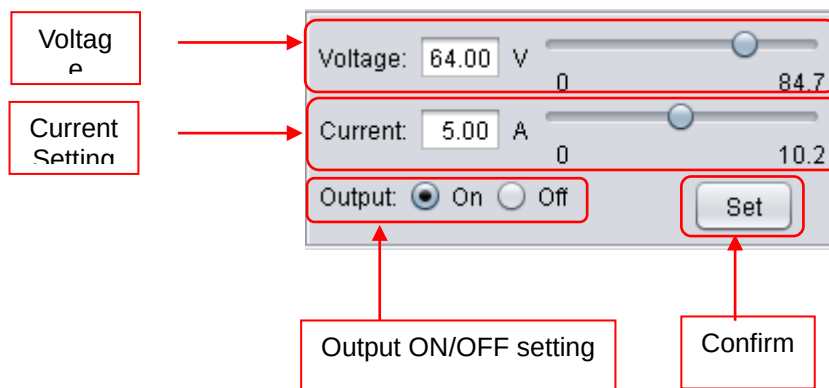 Voltag
e
Voltage: 64.00 V
0 84.7
Current
Setting
Current: 5.00 A
0 10.2
Output: On Off
Set
Output ON/OFF setting
Confirm